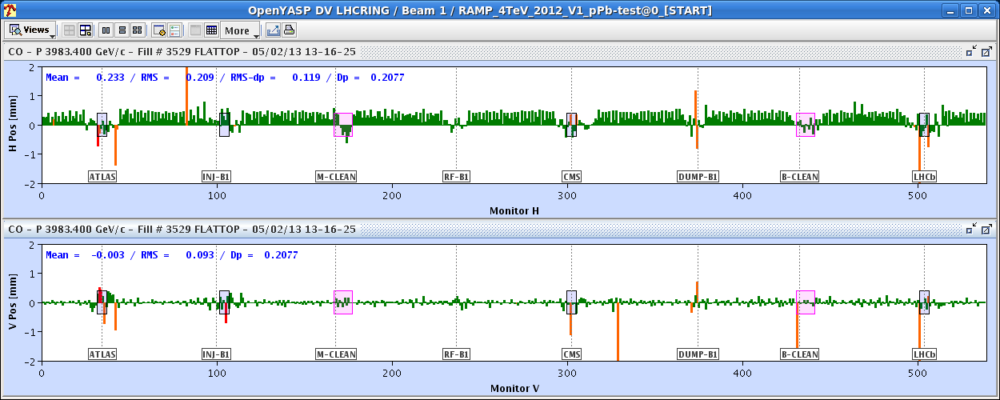 OpenYASP DV LHCRING / Beam 1 / RAMP_4TeV_2012_V1_pPb-test@0_[START]
Views More
CO - P 3983.400 GeV/c - Fill # 3529 FLATTOP - 05/02/13 13-16-25
Mean = 0.233 / RMS = 0.209 / RMS-dp = 0.119 / Dp = 0.2077
H Pos [mm]
2
1
0
-1
-2
ATLAS INJ-B1 M-CLEAN RF-B1 CMS DUMP-B1 B-CLEAN LHCb
0 100 200 300 400 500
Monitor H
CO - P 3983.400 GeV/c - Fill # 3529 FLATTOP - 05/02/13 13-16-25
Mean = -0.003 / RMS = 0.093 / Dp = 0.2077
V Pos [mm]
2
1
0
-1
-2
ATLAS INJ-B1 M-CLEAN RF-B1 CMS DUMP-B1 B-CLEAN LHCb
0 100 200 300 400 500
Monitor V